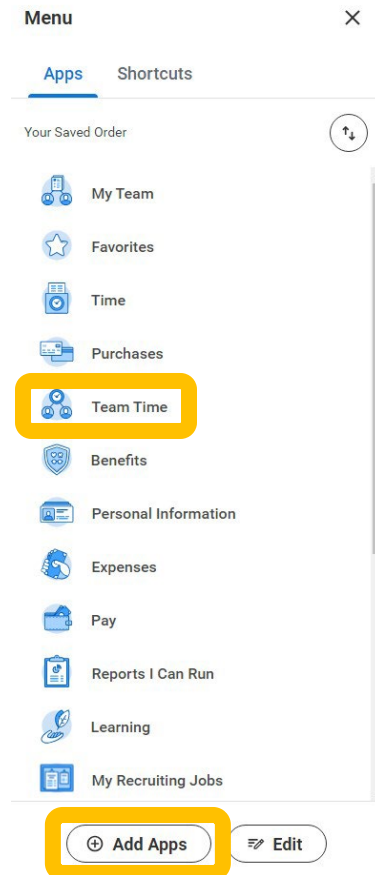 Menu
Apps Shortcuts
Your Saved Order
My Team
Favorites
Time
Purchases
Team Time
Benefits
Personal Information
Expenses
Pay
Reports I Can Run
Learning
My Recruiting Jobs
Add Apps Edit